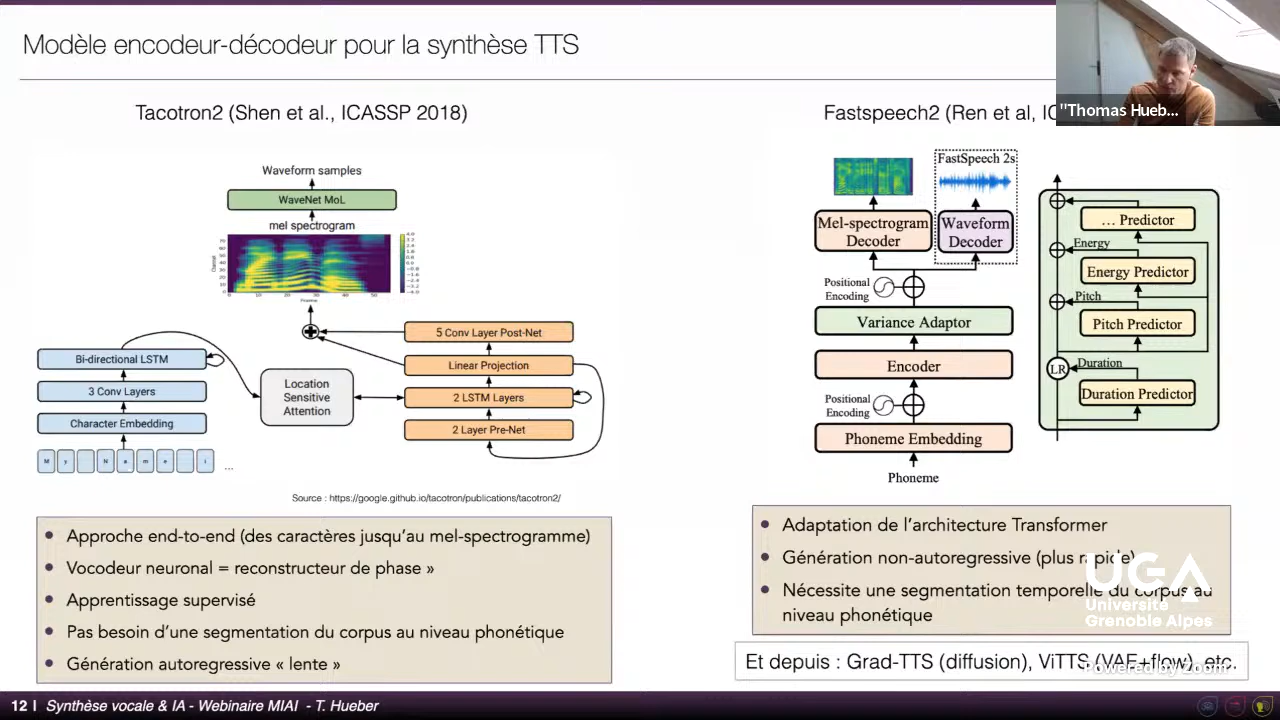 Modèle encodeur-décodeur pour la synthèse TTS
"Thomas Hueb...
Tacotron2 (Shen et al., ICASSP 2018)
Waveform samples
WaveNet MoL
mel spectrogram
5 Conv Layer Post-Net
Bi-directional LSTM
Linear Projection
3 Conv Layers
Location
Sensitive
Attention
2 LSTM Layers
Character Embedding
2 Layer Pre-Net
M y N a m e i ...
Source : https://google.github.io/tacotron/publications/tacotron2/
• Approche end-to-end (des caractères jusqu'au mel-spectrogramme)
• Vocodeur neuronal = reconstructeur de phase »
• Apprentissage supervisé
• Pas besoin d'une segmentation du corpus au niveau phonétique
• Génération autoregressive « lente »
Fastspeech2 (Ren et al, IC
FastSpeech 2s
Mel-spectrogram
Decoder
Waveform
Decoder
Positional
Encoding
Variance Adaptor
Encoder
Positional
Encoding
Phoneme Embedding
Phoneme
... Predictor
Energy
Energy Predictor
Pitch
Pitch Predictor
LR
Duration
Duration Predictor
• Adaptation de l'architecture Transformer
• Génération non-autoregressive (plus rapide)
• Nécessite une segmentation temporelle du corpus au
niveau phonétique
UGA
Université
Grenoble Alpes
Et depuis : Grad-TTS (diffusion), ViTTS (VAE+flow), etc.
Powered by Zoom
12 | Synthèse vocale & IA - Webinaire MIAI - T. Hueber